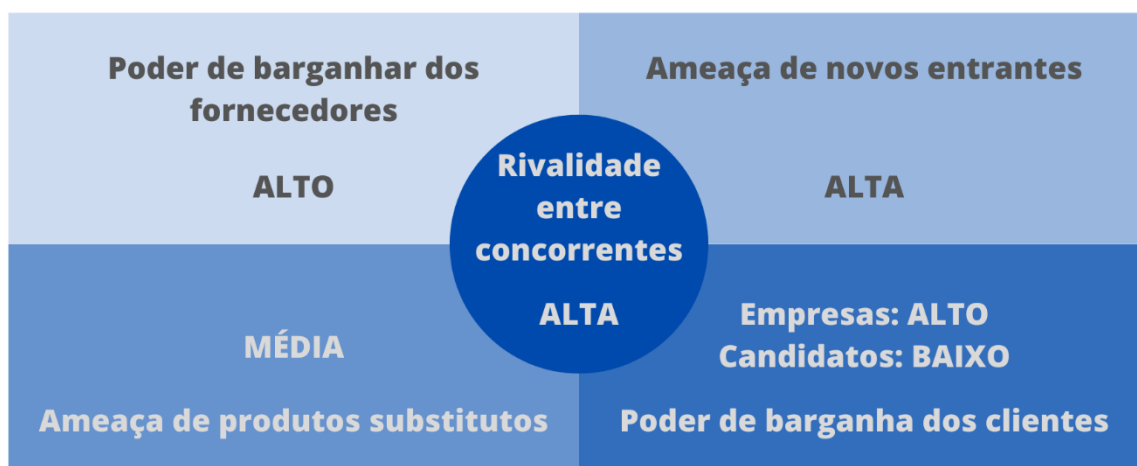 Poder de barganhar dos
fornecedores
ALTO
Ameaça de novos entrantes
ALTA
Rivalidade
entre
concorrentes
ALTA
MÉDIA
Ameaça de produtos substitutos
Empresas: ALTO
Candidatos: BAIXO
Poder de barganha dos clientes